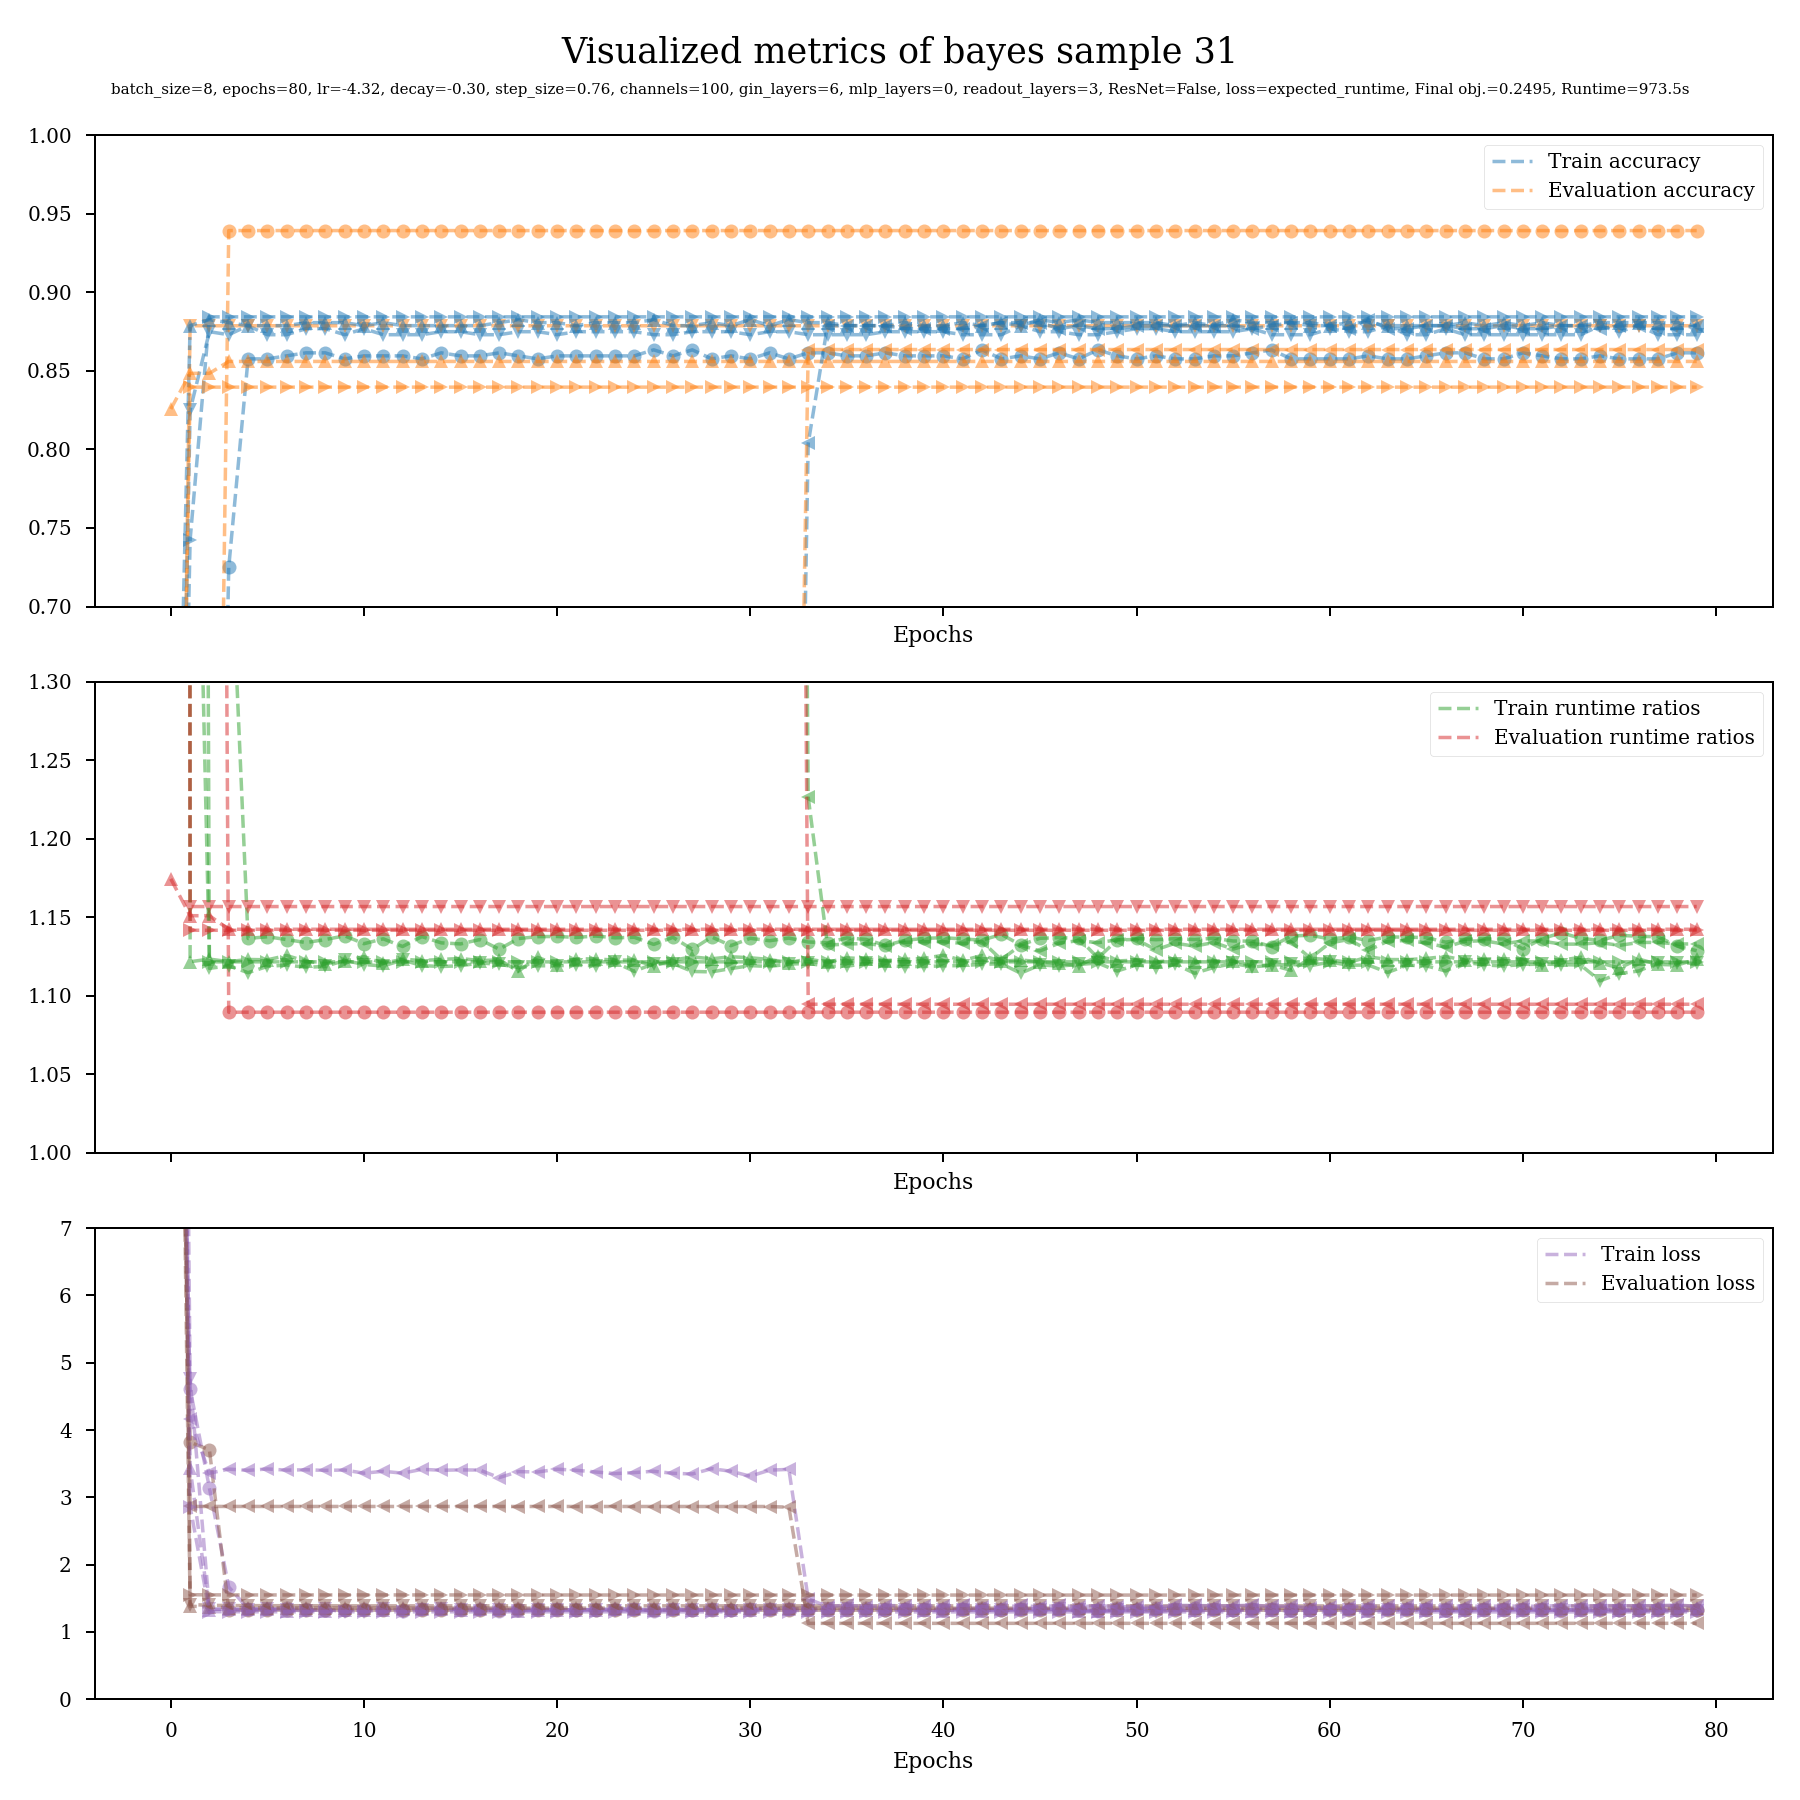 Visualized metrics of bayes sample 31
batch_size=8, epochs=80, lr=-4.32, decay=-0.30, step_size=0.76, channels=100, gin_layers=6, mlp_layers=0, readout_layers=3, ResNet=False, loss=expected_runtime, Final obj.=0.2495, Runtime=973.5s
1.00
0.95
0.90
0.85
0.80
0.75
0.70
Train accuracy
Evaluation accuracy
Epochs
1.30
1.25
1.20
1.15
1.10
1.05
1.00
Train runtime ratios
Evaluation runtime ratios
Epochs
7
6
5
4
3
2
1
0
Train loss
Evaluation loss
0 10 20 30 40 50 60 70 80
Epochs